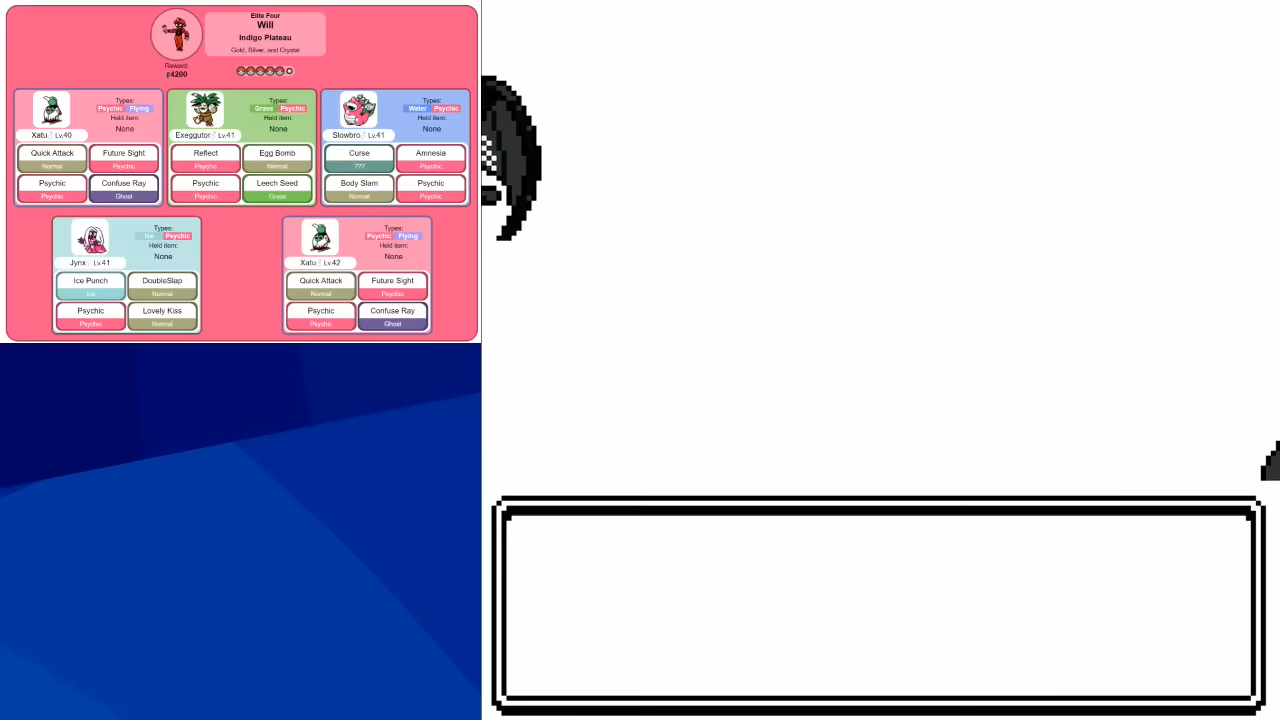 Elite Four
Will
Indigo Plateau
Gold, Silver, and Crystal
Reward:
₽4200
Types:
Psychic Flying
Held item:
None
Xatu♂ Lv.40
Quick Attack
Normal
Future Sight
Psychic
Psychic
Psychic
Confuse Ray
Ghost
Types:
Grass Psychic
Held item:
None
Exeggutor♂ Lv.41
Reflect
Psychic
Egg Bomb
Normal
Psychic
Psychic
Leech Seed
Grass
Types:
Water Psychic
Held item:
None
Slowbro♂ Lv.41
Curse
???
Amnesia
Psychic
Body Slam
Normal
Psychic
Psychic
Types:
Ice Psychic
Held item:
None
Jynx♀ Lv.41
Ice Punch
Ice
DoubleSlap
Normal
Psychic
Psychic
Lovely Kiss
Normal
Types:
Psychic Flying
Held item:
None
Xatu♂ Lv.42
Quick Attack
Normal
Future Sight
Psychic
Psychic
Psychic
Confuse Ray
Ghost